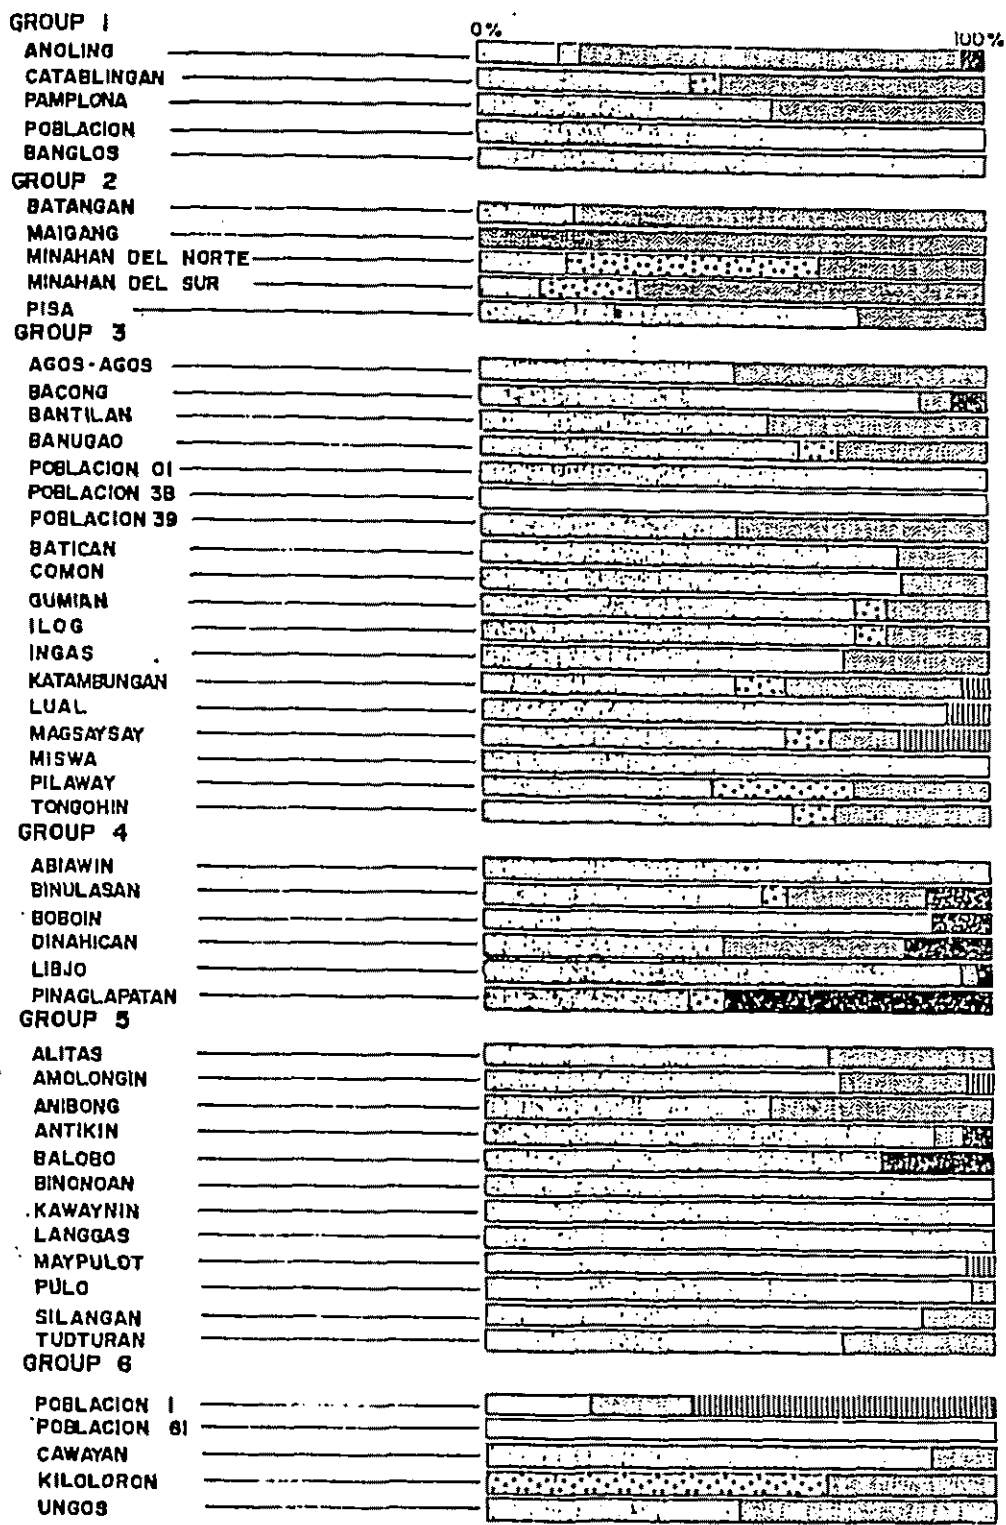 GROUP 1
0% 100%
ANOLING
CATABLINGAN
PAMPLONA
POBLACION
BANGLOS
GROUP 2
BATANGAN
MAIGANG
MINAHAN DEL NORTE
MINAHAN DEL SUR
PISA
GROUP 3
AGOS-AGOS
BACONG
BANTILAN
BANUGAO
POBLACION 01
POBLACION 38
POBLACION 39
BATICAN
COMON
GUMIAN
ILOG
INGAS
KATAMBUNGAN
LUAL
MAGSAYSAY
MISWA
PILAWAY
TONGOHIN
GROUP 4
ABIAWIN
BINULASAN
BOBOIN
DINAHICAN
LIBJO
PINAGLAPATAN
GROUP 5
ALITAS
AMOLONGIN
ANIBONG
ANTIKIN
BALOBO
BINONOAN
KAWAYNIN
LANGGAS
MAYPULOT
PULO
SILANGAN
TUDTURAN
GROUP 6
POBLACION 1
POBLACION 61
CAWAYAN
KILOLORON
UNGOS